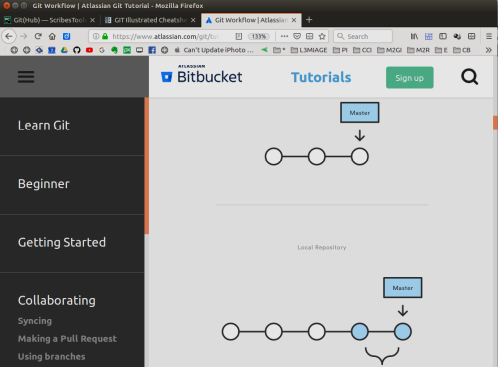 Git Workflow | Atlassian Git Tutorial - Mozilla Firefox
Git(Hub) — ScribesTools
GIT Illustrated Cheatshe
Git Workflow | Atlassian
https://www.atlassian.com/git/tu
133%
Search
Can't Update iPhoto ...
L3MIAGE
PI
CCI
M2GI
M2R
E
CB
ATLASSIAN
Bitbucket
Tutorials
Sign up
Learn Git
Beginner
Getting Started
Collaborating
Syncing
Making a Pull Request
Using branches
Master
Local Repository
Master